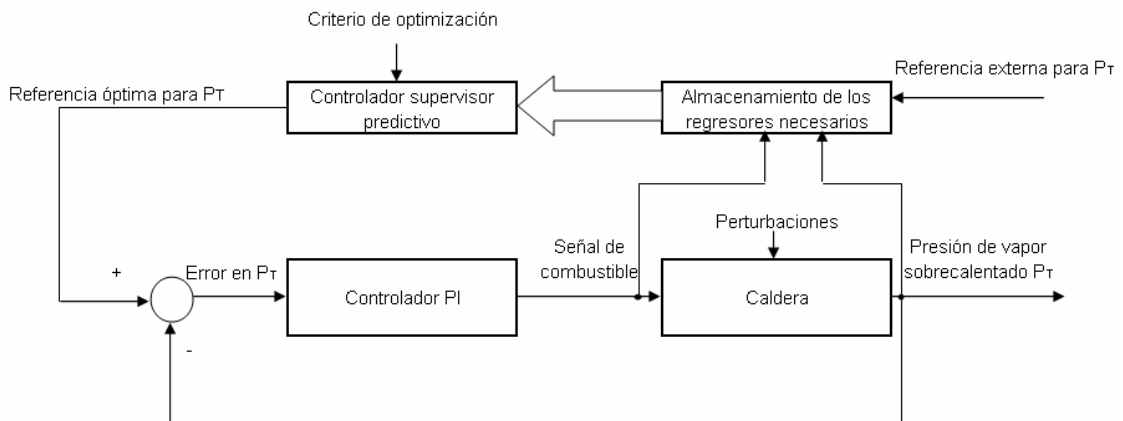 Criterio de optimización
Referencia óptima para PT
Controlador supervisor
predictivo
Almacenamiento de los
regresores necesarios
Referencia externa para PT
+
Error en PT
-
Controlador PI
Señal de
combustible
Perturbaciones
Caldera
Presión de vapor
sobrecalentado PT